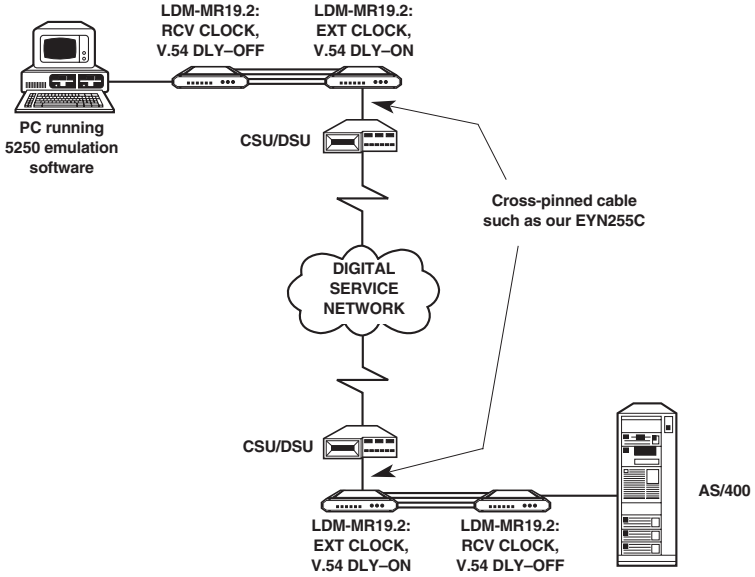 LDM-MR19.2:
RCV CLOCK,
V.54 DLY–OFF
LDM-MR19.2:
EXT CLOCK,
V.54 DLY–ON
PC running
5250 emulation
software
CSU/DSU
Cross-pinned cable
such as our EYN255C
DIGITAL
SERVICE
NETWORK
CSU/DSU
AS/400
LDM-MR19.2:
EXT CLOCK,
V.54 DLY–ON
LDM-MR19.2:
RCV CLOCK,
V.54 DLY–OFF